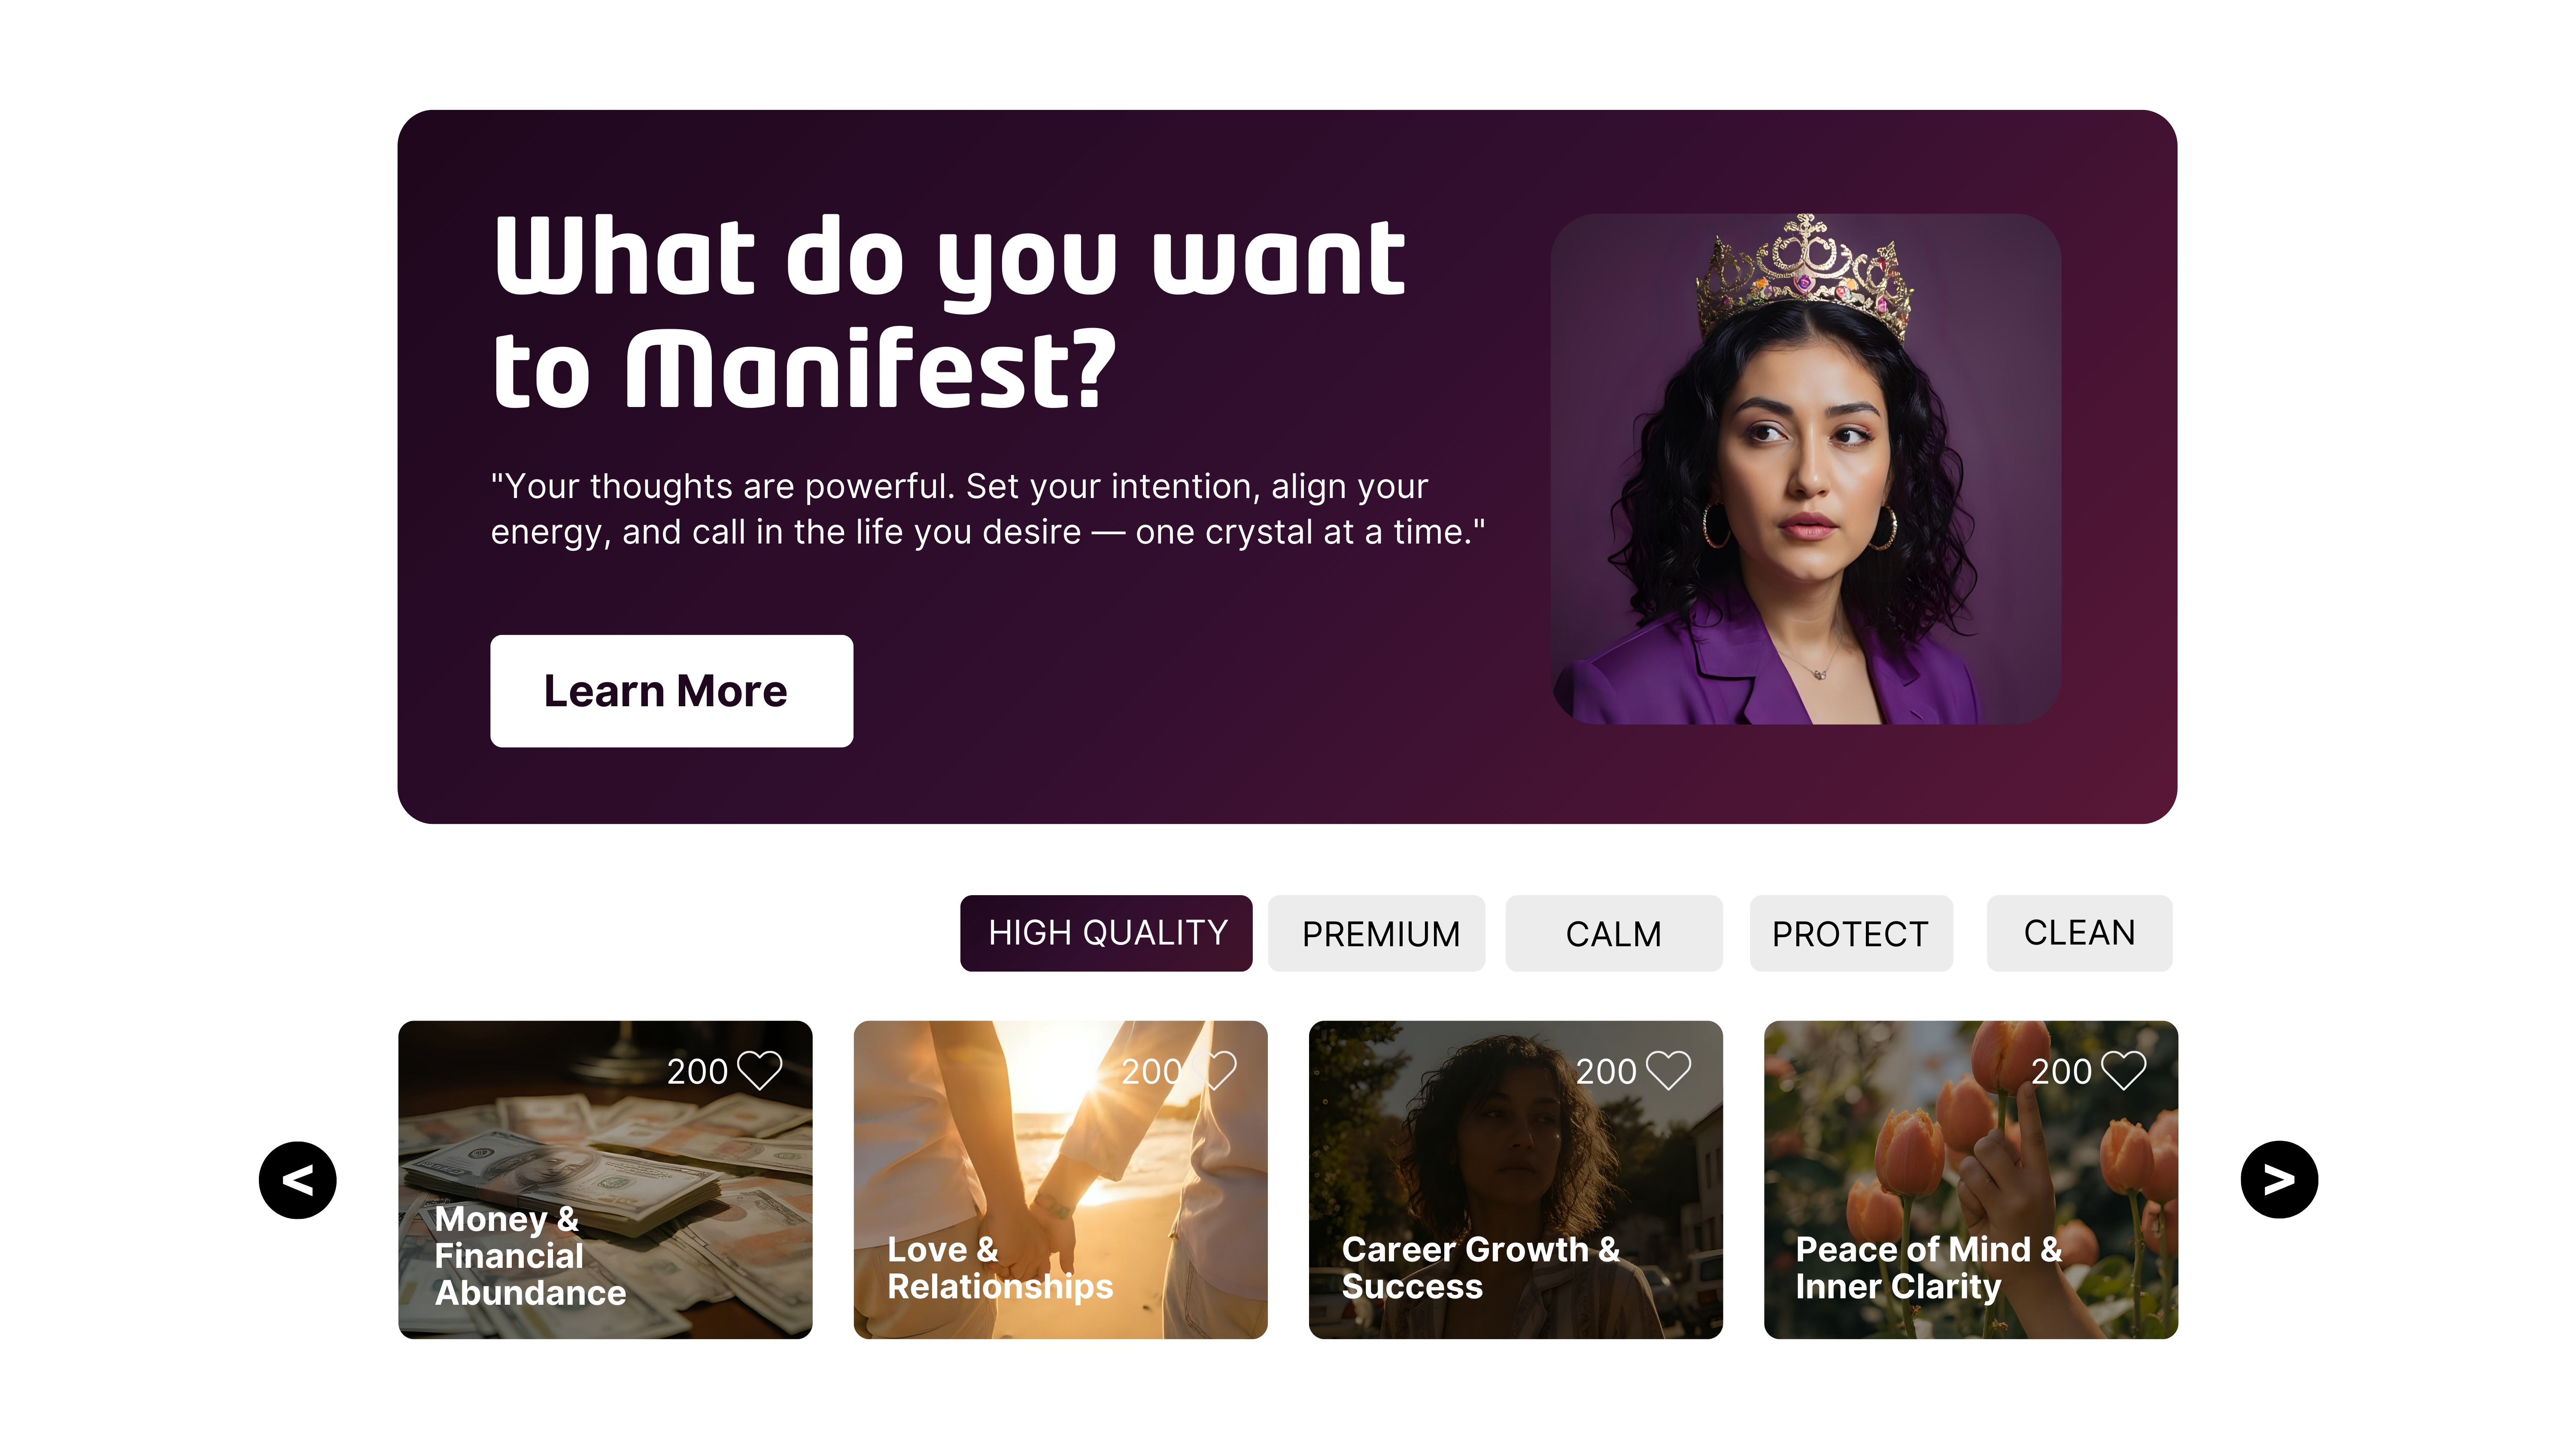 What do you want
to Manifest?
"Your thoughts are powerful. Set your intention, align your
energy, and call in the life you desire — one crystal at a time."
Learn More
HIGH QUALITY
PREMIUM
CALM
PROTECT
CLEAN
<
200
Money &
Financial
Abundance
200
Love &
Relationships
200
Career Growth &
Success
200
Peace of Mind &
Inner Clarity
>